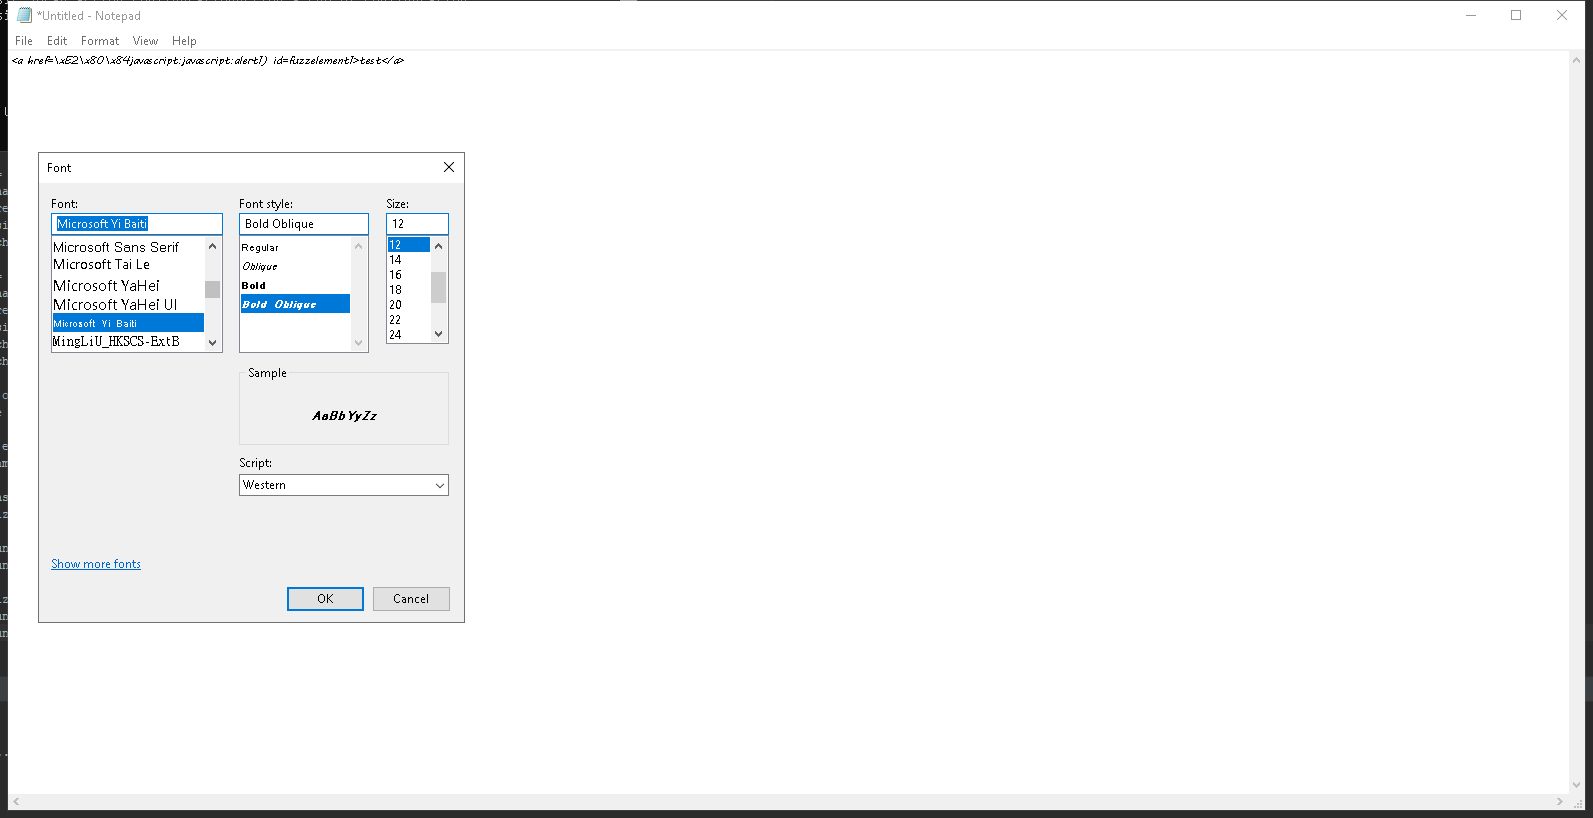 *Untitled - Notepad
File Edit Format View Help
<a href=\xE2\x80\x84javascript:javascript:alert1) id=fuzzelement1>test</a>
Font
Font: Font style: Size:
Microsoft Yi Baiti Bold Oblique 12
Microsoft Sans Serif
Microsoft Tai Le
Microsoft YaHei
Microsoft YaHei UI
Microsoft Yi Baiti
MingLiU_HKSCS-ExtB
Regular
Oblique
Bold
Bold Oblique
12
14
16
18
20
22
24
Sample
AaBbYyZz
Script:
Western
Show more fonts
OK Cancel